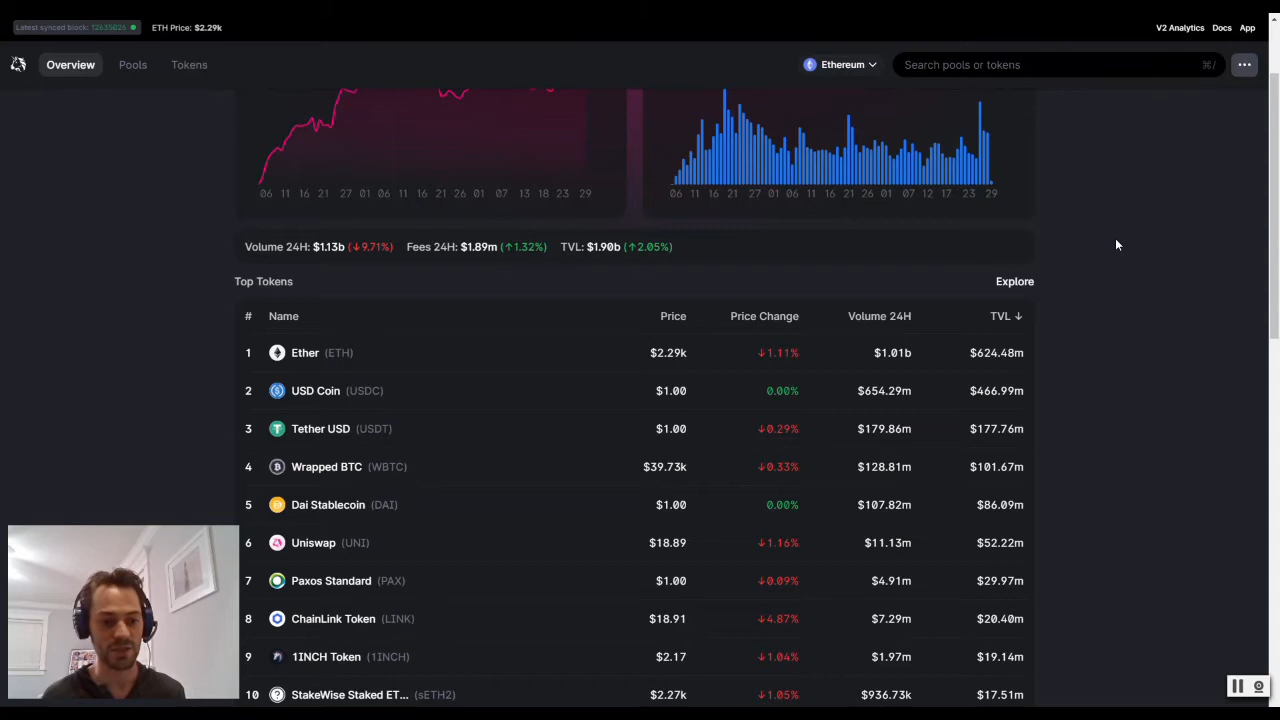 Latest synced block: 12635026 ETH Price: $2.29k V2 Analytics Docs App
Overview Pools Tokens Ethereum Search pools or tokens ⌘/
06 11 16 21 27 01 06 11 16 21 26 01 07 13 18 23 29
06 11 15 21 27 01 06 11 16 21 26 01 07 12 17 23 29
Volume 24H: $1.13b (↓9.71%) Fees 24H: $1.89m (↑1.32%) TVL: $1.90b (↑2.05%)
Top Tokens Explore
# Name Price Price Change Volume 24H TVL ↓
1 Ether (ETH) $2.29k ↓1.11% $1.01b $624.48m
2 USD Coin (USDC) $1.00 0.00% $654.29m $466.99m
3 Tether USD (USDT) $1.00 ↓0.29% $179.86m $177.76m
4 Wrapped BTC (WBTC) $39.73k ↓0.33% $128.81m $101.67m
5 Dai Stablecoin (DAI) $1.00 0.00% $107.82m $86.09m
6 Uniswap (UNI) $18.89 ↓1.16% $11.13m $52.22m
7 Paxos Standard (PAX) $1.00 ↓0.09% $4.91m $29.97m
8 ChainLink Token (LINK) $18.91 ↓4.87% $7.29m $20.40m
9 1INCH Token (1INCH) $2.17 ↓1.04% $1.97m $19.14m
10 StakeWise Staked ET... (sETH2) $2.27k ↓1.05% $936.73k $17.51m